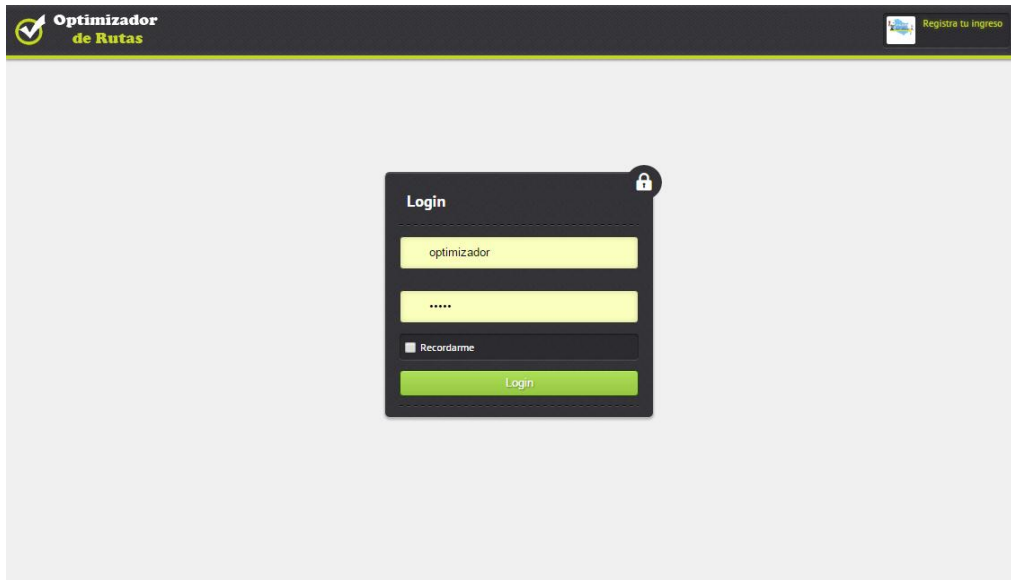 Optimizador
de Rutas
Registra tu ingreso
Login
optimizador
•••••
Recordarme
Login